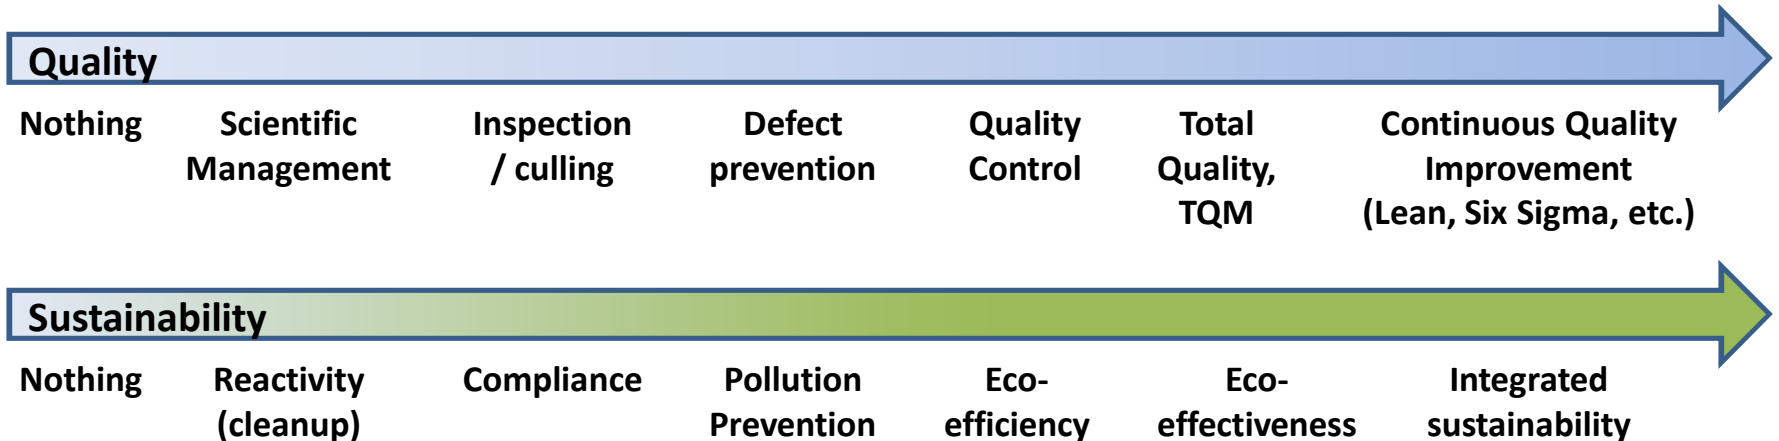 Quality
Nothing
Scientific
Management
Inspection
/ culling
Defect
prevention
Quality
Control
Total
Quality,
TQM
Continuous Quality
Improvement
(Lean, Six Sigma, etc.)
Sustainability
Nothing
Reactivity
(cleanup)
Compliance
Pollution
Prevention
Eco-
efficiency
Eco-
effectiveness
Integrated
sustainability